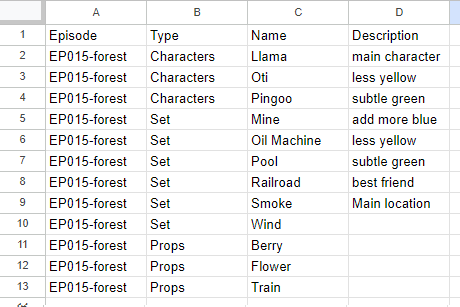 A B C D
1 Episode Type Name Description
2 EP015-forest Characters Llama main character
3 EP015-forest Characters Oti less yellow
4 EP015-forest Characters Pingoo subtle green
5 EP015-forest Set Mine add more blue
6 EP015-forest Set Oil Machine less yellow
7 EP015-forest Set Pool subtle green
8 EP015-forest Set Railroad best friend
9 EP015-forest Set Smoke Main location
10 EP015-forest Set Wind
11 EP015-forest Props Berry
12 EP015-forest Props Flower
13 EP015-forest Props Train